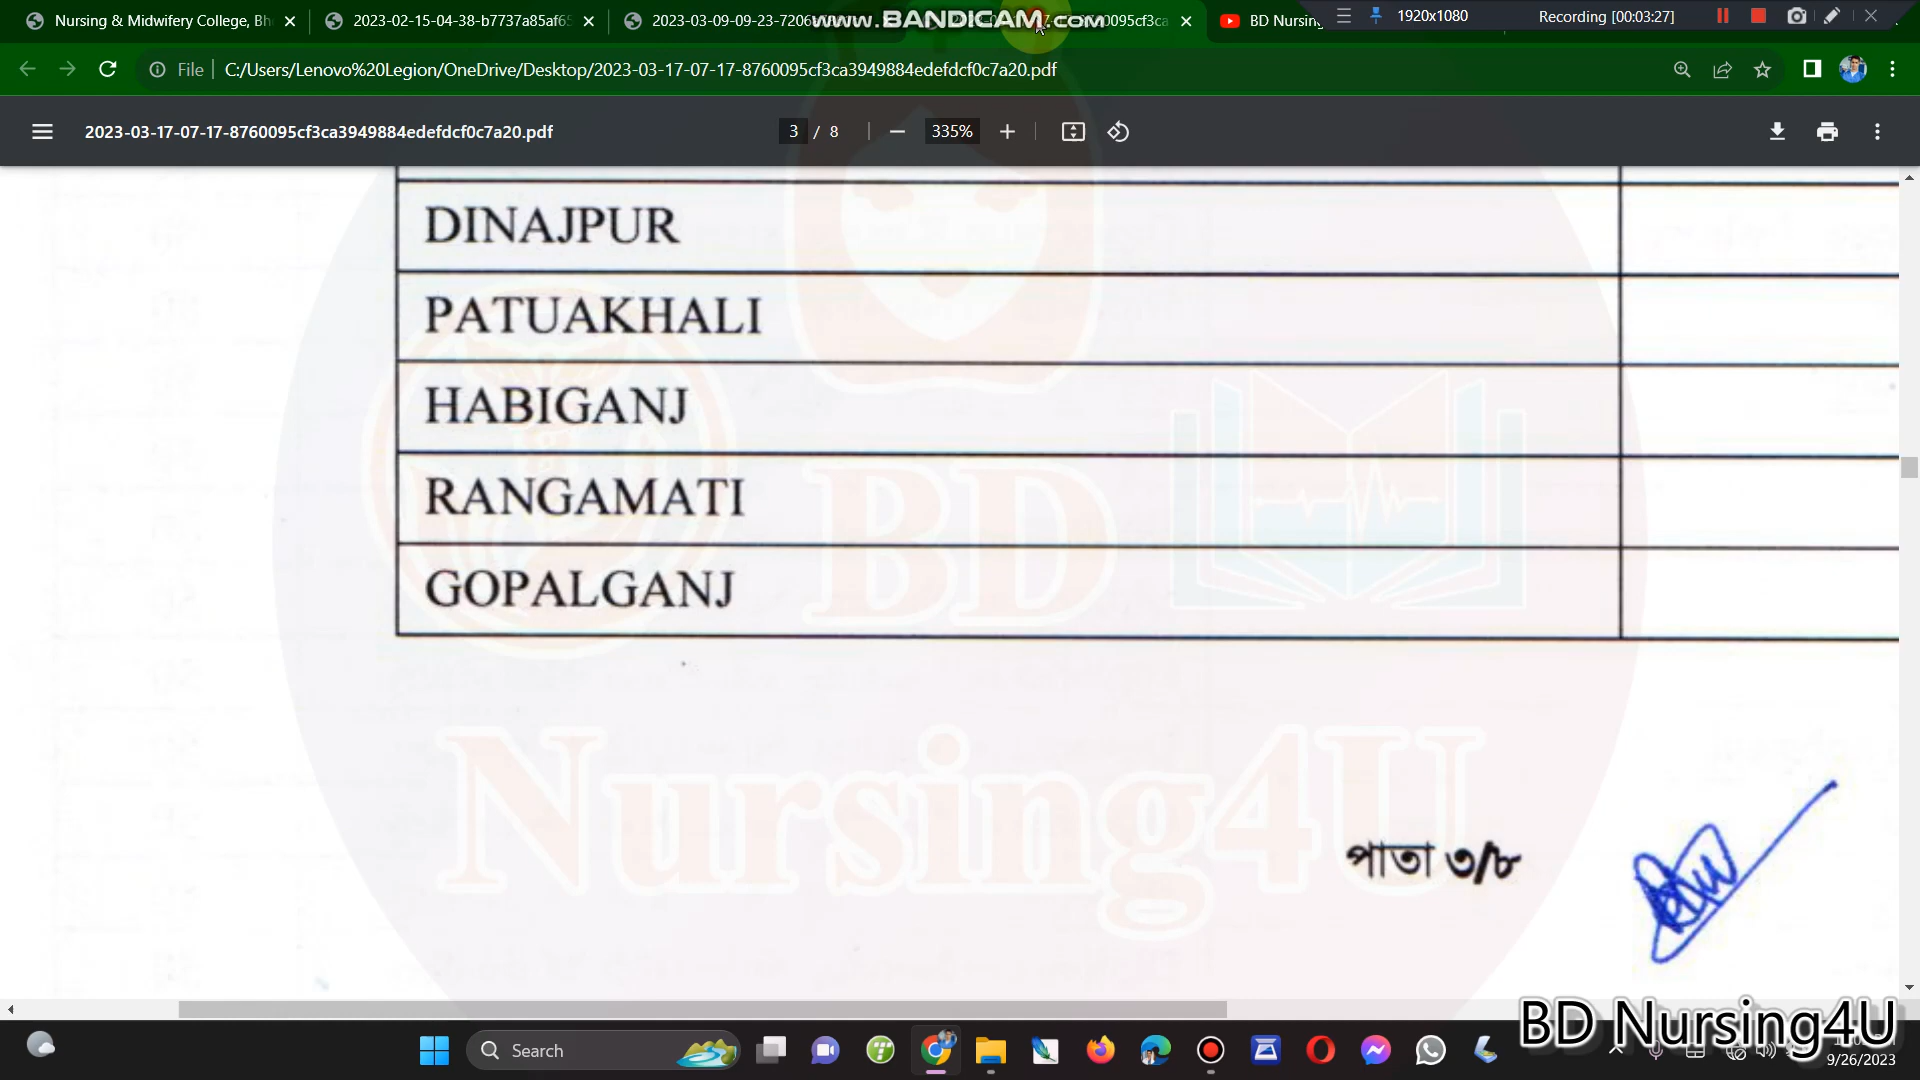 Nursing & Midwifery College, Bh
2023-02-15-04-38-b7737a85af6
2023-03-09-09-23-7206
www.BANDICAM.com
0095cf3ca
BD Nursin
1920x1080
Recording [00:03:27]
File
C:/Users/Lenovo%20Legion/OneDrive/Desktop/2023-03-17-07-17-8760095cf3ca3949884edefdcf0c7a20.pdf
2023-03-17-07-17-8760095cf3ca3949884edefdcf0c7a20.pdf
3 / 8
335%
DINAJPUR
PATUAKHALI
HABIGANJ
RANGAMATI
GOPALGANJ
BD
Nursing4U
পাতা ৩/৮
BD Nursing4U
Search
9/26/2023